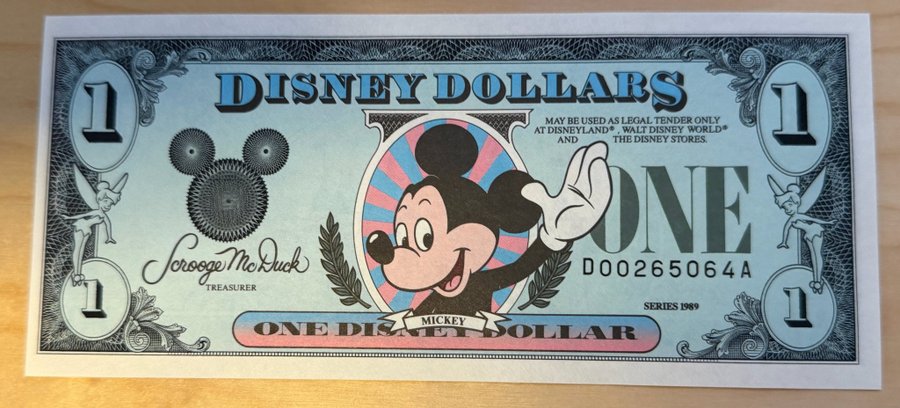 DISNEY DOLLARS
1
1
MAY BE USED AS LEGAL TENDER ONLY
AT DISNEYLAND®, WALT DISNEY WORLD®
AND THE DISNEY STORES.
ONE
D00265064A
Scrooge McDuck
TREASURER
1
1
SERIES 1989
MICKEY
ONE DISNEY DOLLAR